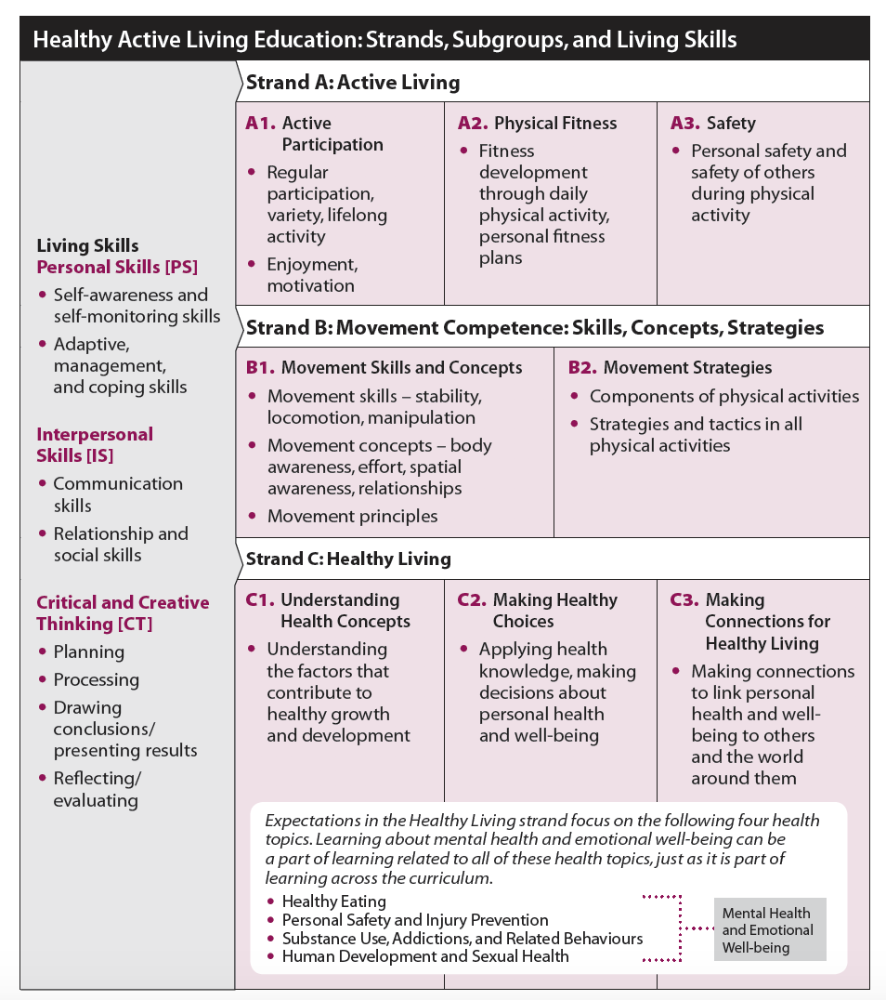 Healthy Active Living Education: Strands, Subgroups, and Living Skills
Living Skills
Personal Skills [PS]
• Self-awareness and
self-monitoring skills
• Adaptive,
management,
and coping skills
Interpersonal
Skills [IS]
• Communication
skills
• Relationship and
social skills
Critical and Creative
Thinking [CT]
• Planning
• Processing
• Drawing
conclusions/
presenting results
• Reflecting/
evaluating
Strand A: Active Living
A1. Active
Participation
• Regular
participation,
variety, lifelong
activity
• Enjoyment,
motivation
A2. Physical Fitness
• Fitness
development
through daily
physical activity,
personal fitness
plans
A3. Safety
• Personal safety and
safety of others
during physical
activity
Strand B: Movement Competence: Skills, Concepts, Strategies
B1. Movement Skills and Concepts
• Movement skills – stability,
locomotion, manipulation
• Movement concepts – body
awareness, effort, spatial
awareness, relationships
• Movement principles
B2. Movement Strategies
• Components of physical activities
• Strategies and tactics in all
physical activities
Strand C: Healthy Living
C1. Understanding
Health Concepts
• Understanding
the factors that
contribute to
healthy growth
and development
C2. Making Healthy
Choices
• Applying health
knowledge, making
decisions about
personal health
and well-being
C3. Making
Connections for
Healthy Living
• Making connections
to link personal
health and well-
being to others
and the world
around them
Expectations in the Healthy Living strand focus on the following four health
topics. Learning about mental health and emotional well-being can be
a part of learning related to all of these health topics, just as it is part of
learning across the curriculum.
• Healthy Eating
• Personal Safety and Injury Prevention
• Substance Use, Addictions, and Related Behaviours
• Human Development and Sexual Health
Mental Health
and Emotional
Well-being